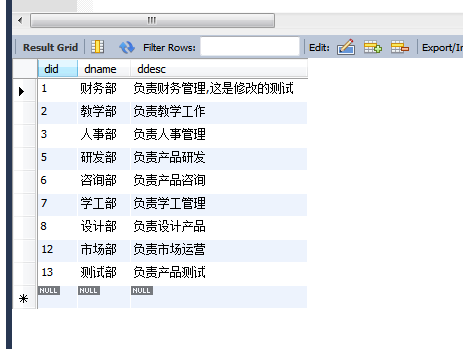 Result Grid Filter Rows: Edit: Export/In
did dname ddesc
1 财务部 负责财务管理,这是修改的测试
2 教学部 负责教学工作
3 人事部 负责人事管理
5 研发部 负责产品研发
6 咨询部 负责产品咨询
7 学工部 负责学工管理
8 设计部 负责设计产品
12 市场部 负责市场运营
13 测试部 负责产品测试
NULL NULL NULL